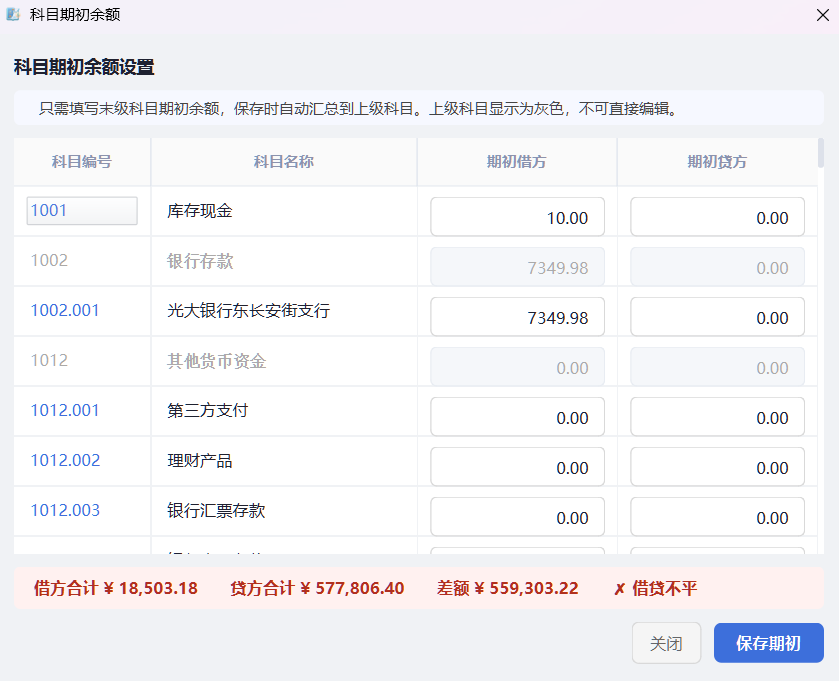 科目期初余额
科目期初余额设置
只需填写末级科目期初余额，保存时自动汇总到上级科目。上级科目显示为灰色，不可直接编辑。
科目编号 科目名称 期初借方 期初贷方
1001 库存现金 10.00 0.00
1002 银行存款 7349.98 0.00
1002.001 光大银行东长安街支行 7349.98 0.00
1012 其他货币资金 0.00 0.00
1012.001 第三方支付 0.00 0.00
1012.002 理财产品 0.00 0.00
1012.003 银行汇票存款 0.00 0.00
借方合计 ¥ 18,503.18 贷方合计 ¥ 577,806.40 差额 ¥ 559,303.22 ✗ 借贷不平
关闭 保存期初